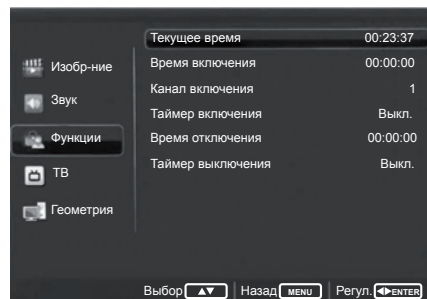 Текущее время 00:23:37
Изобр-ние
Время включения 00:00:00
Канал включения 1
Звук
Таймер включения Выкл.
Функции
Время отключения 00:00:00
Таймер выключения Выкл.
ТВ
Геометрия
Выбор ▲▼ Назад MENU Регул. ◀▶ENTER